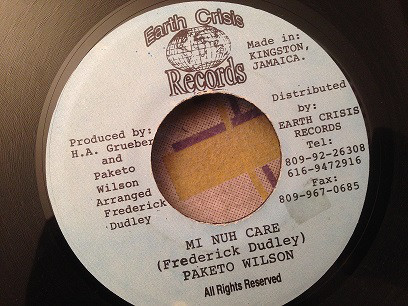 Earth Crisis
Records
Made in:
KINGSTON,
JAMAICA.
Produced by:
H.A. Grueber
and
Paketo
Wilson
Arranged
Frederick
Dudley
Distributed
by:
EARTH CRISIS
RECORDS
Tel:
809-92-26308
616-9472916
Fax:
809-967-0685
MI NUH CARE
(Frederick Dudley)
PAKETO WILSON
All Rights Reserved